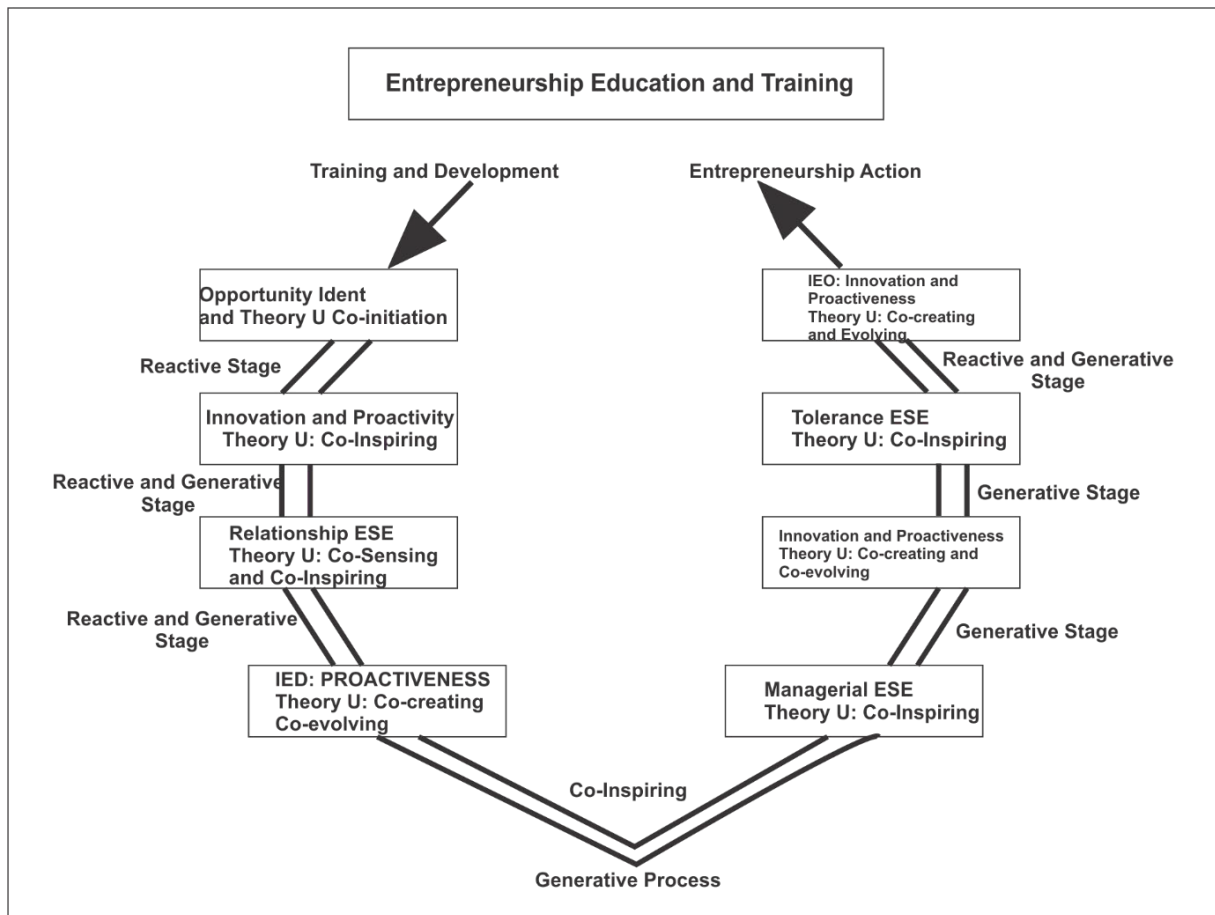 Entrepreneurship Education and Training
Training and Development
Entrepreneurship Action
Opportunity Ident
and Theory U Co-initiation
IEO: Innovation and
Proactiveness
Theory U: Co-creating
and Evolving
Reactive Stage
Reactive and Generative
Stage
Innovation and Proactivity
Theory U: Co-Inspiring
Tolerance ESE
Theory U: Co-Inspiring
Reactive and Generative
Stage
Generative Stage
Relationship ESE
Theory U: Co-Sensing
and Co-Inspiring
Innovation and Proactiveness
Theory U: Co-creating and
Co-evolving
Reactive and Generative
Stage
Generative Stage
IED: PROACTIVENESS
Theory U: Co-creating
Co-evolving
Managerial ESE
Theory U: Co-Inspiring
Co-Inspiring
Generative Process